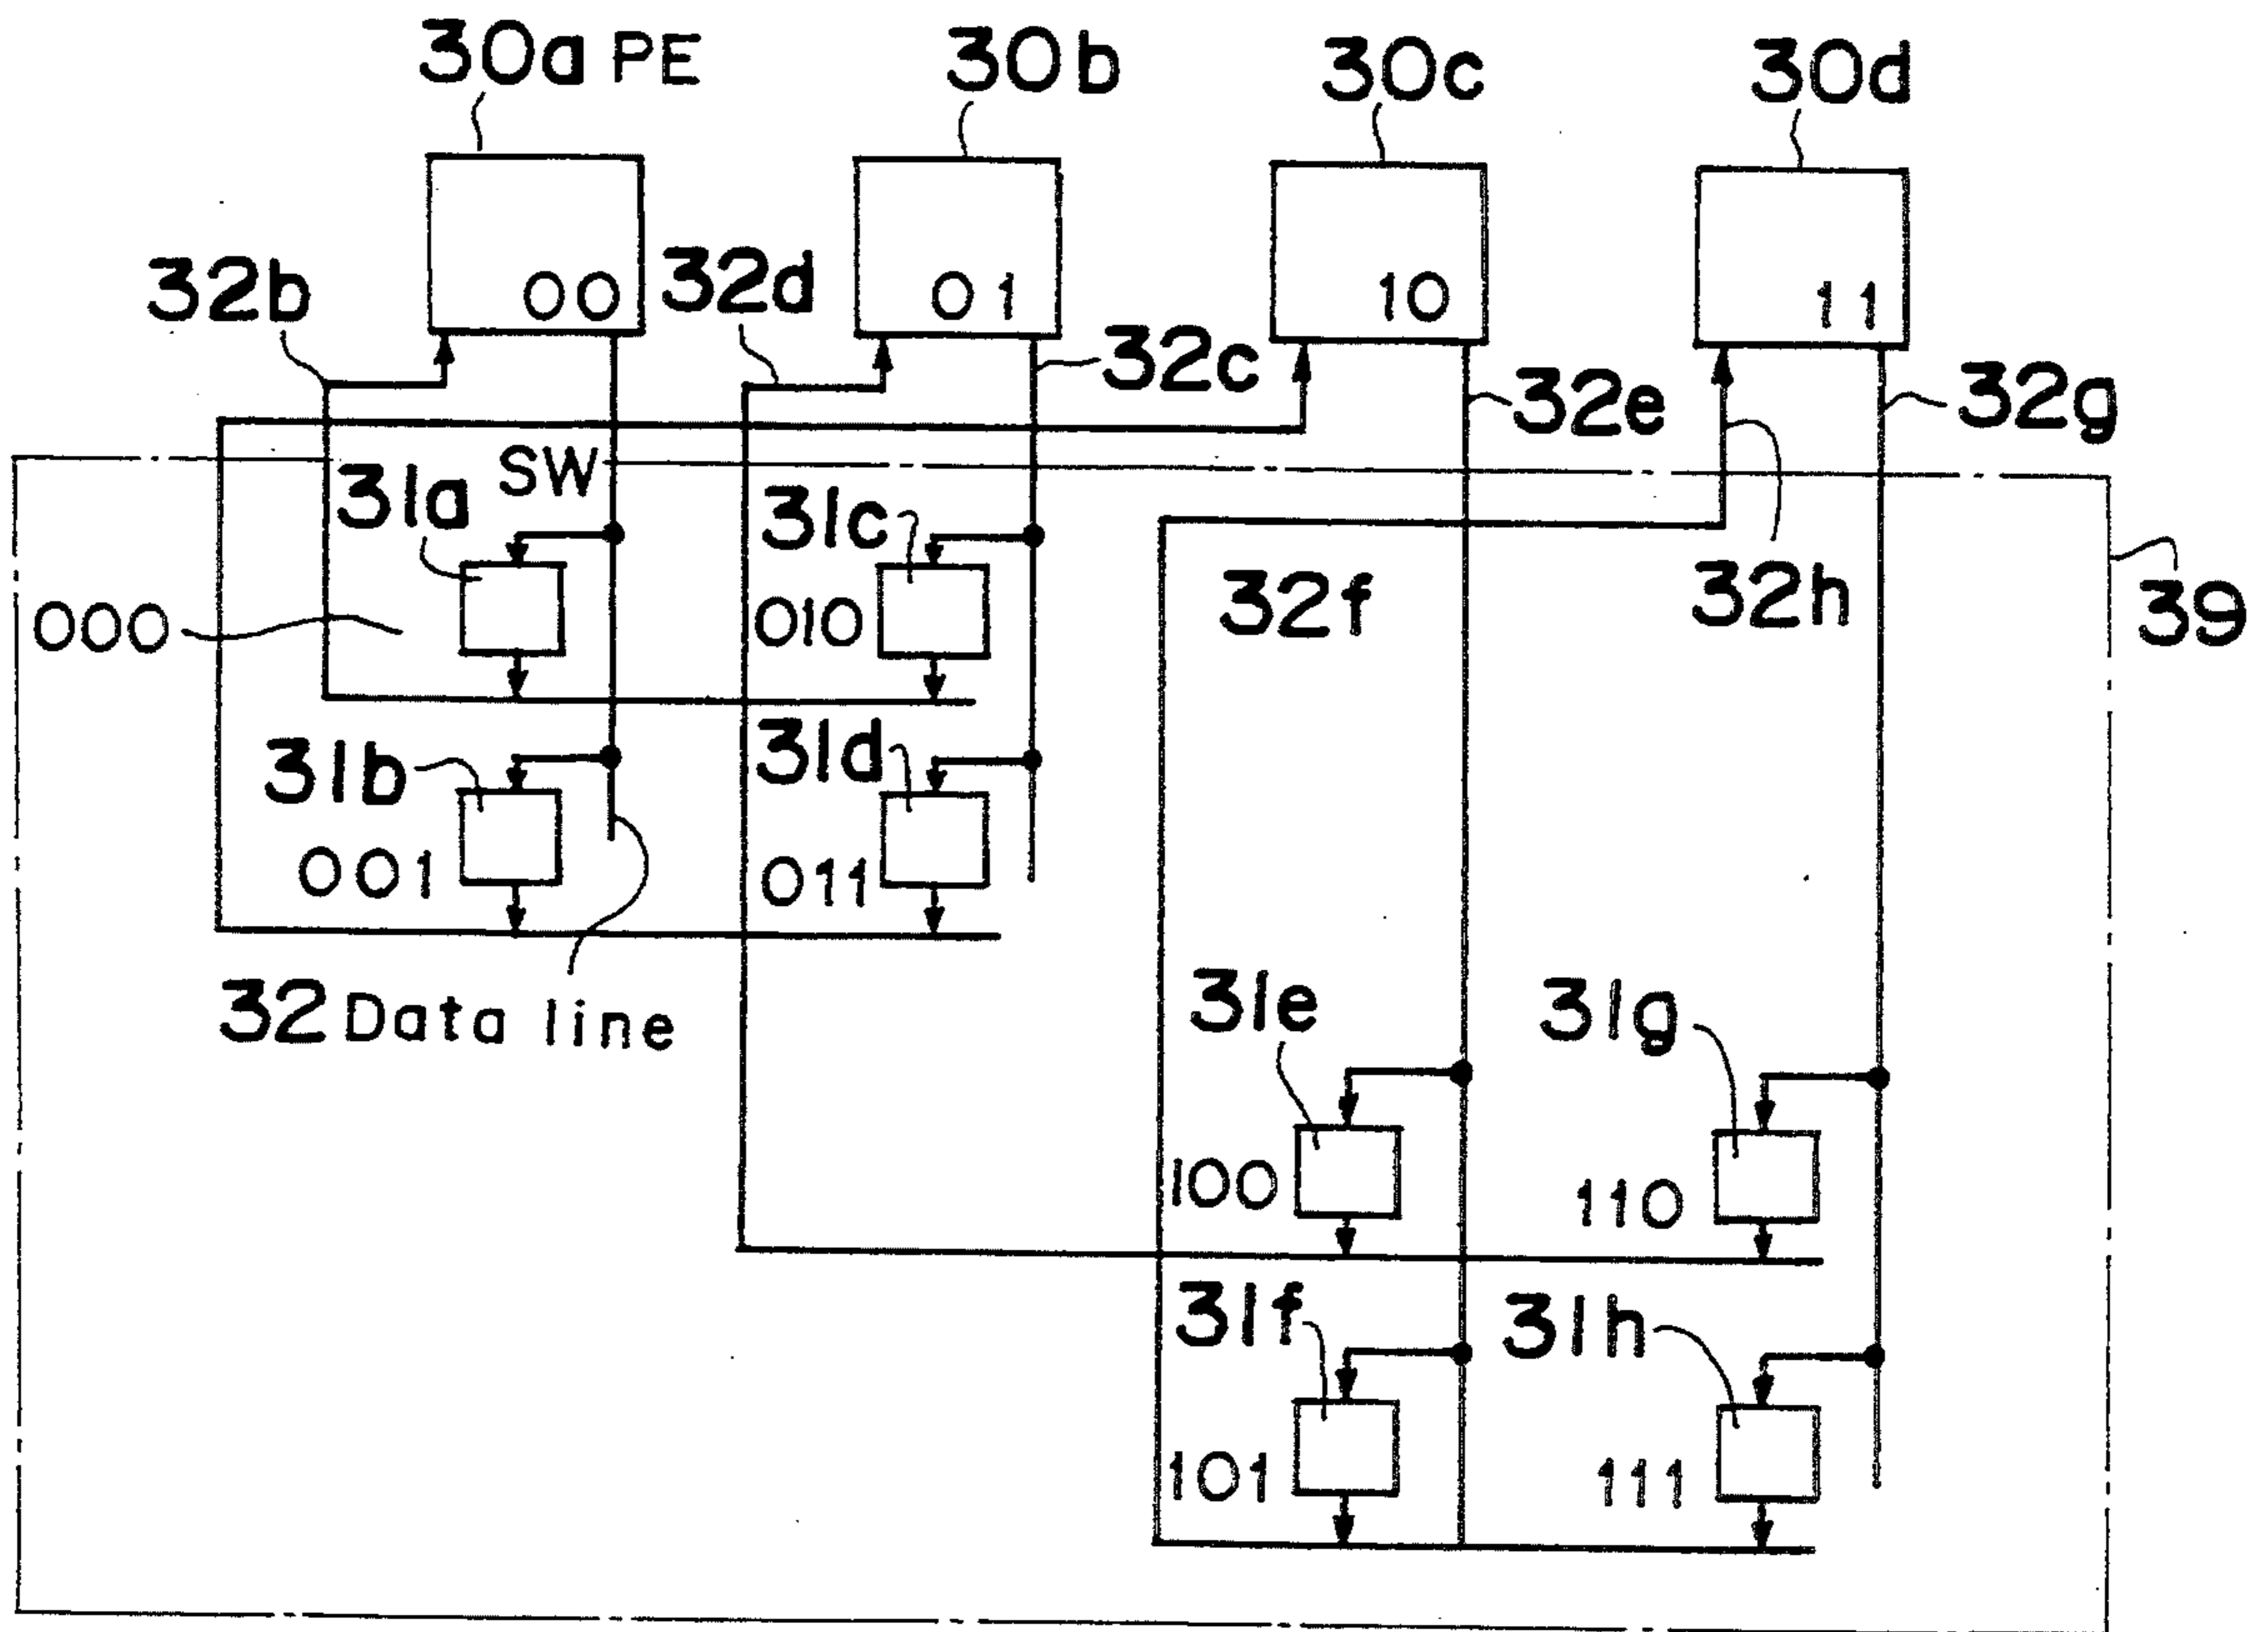 30a PE
30b
30c
30d
00
01
10
11
32b
32d
32c
32e
32g
SW
31a
31c
000
010
32f
32h
39
31b
31d
001
011
32 Data line
31e
31g
100
110
31f
31h
101
111